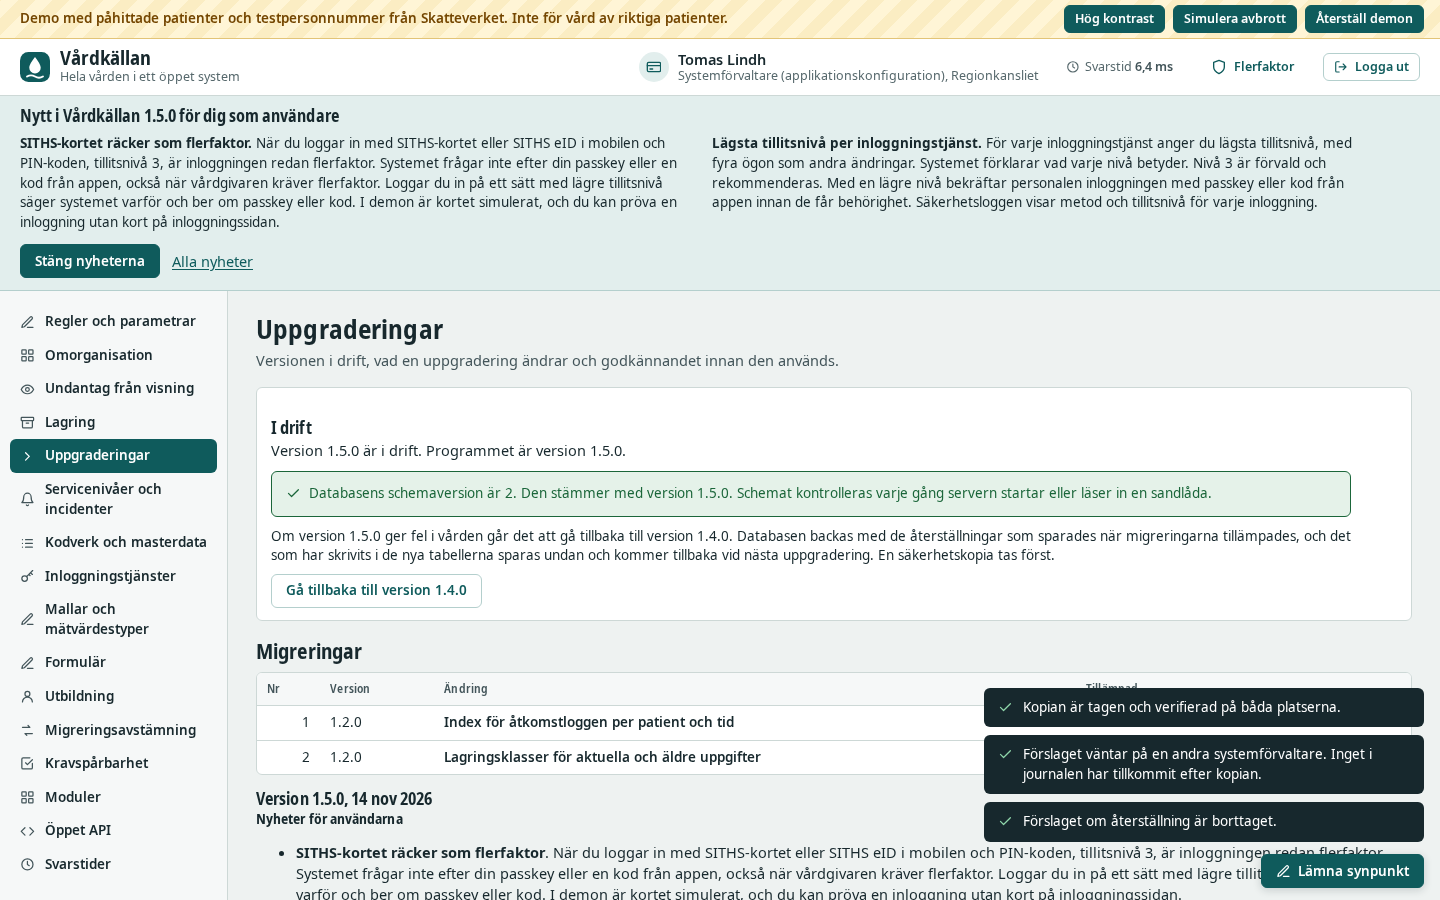 Demo med påhittade patienter och testpersonnummer från Skatteverket. Inte för vård av riktiga patienter.
Hög kontrast
Simulera avbrott
Återställ demon
Vårdkällan
Hela vården i ett öppet system
Tomas Lindh
Systemförvaltare (applikationskonfiguration), Regionkansliet
Svarstid 6,4 ms
Flerfaktor
Logga ut
Nytt i Vårdkällan 1.5.0 för dig som användare
SITHS-kortet räcker som flerfaktor. När du loggar in med SITHS-kortet eller SITHS eID i mobilen och
PIN-koden, tillitsnivå 3, är inloggningen redan flerfaktor. Systemet frågar inte efter din passkey eller en
kod från appen, också när vårdgivaren kräver flerfaktor. Loggar du in på ett sätt med lägre tillitsnivå
säger systemet varför och ber om passkey eller kod. I demon är kortet simulerat, och du kan pröva en
inloggning utan kort på inloggningssidan.
Lägsta tillitsnivå per inloggningstjänst. För varje inloggningstjänst anger du lägsta tillitsnivå, med
fyra ögon som andra ändringar. Systemet förklarar vad varje nivå betyder. Nivå 3 är förvald och
rekommenderas. Med en lägre nivå bekräftar personalen inloggningen med passkey eller kod från
appen innan de får behörighet. Säkerhetsloggen visar metod och tillitsnivå för varje inloggning.
Stäng nyheterna
Alla nyheter
Regler och parametrar
Omorganisation
Undantag från visning
Lagring
Uppgraderingar
Servicenivåer och
incidenter
Kodverk och masterdata
Inloggningstjänster
Mallar och
mätvärdestyper
Formulär
Utbildning
Migreringsavstämning
Kravspårbarhet
Moduler
Öppet API
Svarstider
Uppgraderingar
Versionen i drift, vad en uppgradering ändrar och godkännandet innan den används.
I drift
Version 1.5.0 är i drift. Programmet är version 1.5.0.
Databasens schemaversion är 2. Den stämmer med version 1.5.0. Schemat kontrolleras varje gång servern startar eller läser in en sandlåda.
Om version 1.5.0 ger fel i vården går det att gå tillbaka till version 1.4.0. Databasen backas med de återställningar som sparades när migreringarna tillämpades, och det
som har skrivits i de nya tabellerna sparas undan och kommer tillbaka vid nästa uppgradering. En säkerhetskopia tas först.
Gå tillbaka till version 1.4.0
Migreringar
Nr Version Ändring Tillämpad
1 1.2.0 Index för åtkomstloggen per patient och tid
2 1.2.0 Lagringsklasser för aktuella och äldre uppgifter
Kopian är tagen och verifierad på båda platserna.
Förslaget väntar på en andra systemförvaltare. Inget i
journalen har tillkommit efter kopian.
Förslaget om återställning är borttaget.
Version 1.5.0, 14 nov 2026
Nyheter för användarna
SITHS-kortet räcker som flerfaktor. När du loggar in med SITHS-kortet eller SITHS eID i mobilen och PIN-koden, tillitsnivå 3, är inloggningen redan flerfaktor.
Systemet frågar inte efter din passkey eller en kod från appen, också när vårdgivaren kräver flerfaktor. Loggar du in på ett sätt med lägre
varför och ber om passkey eller kod. I demon är kortet simulerat, och du kan pröva en inloggning utan kort på inloggningssidan.
Lämna synpunkt